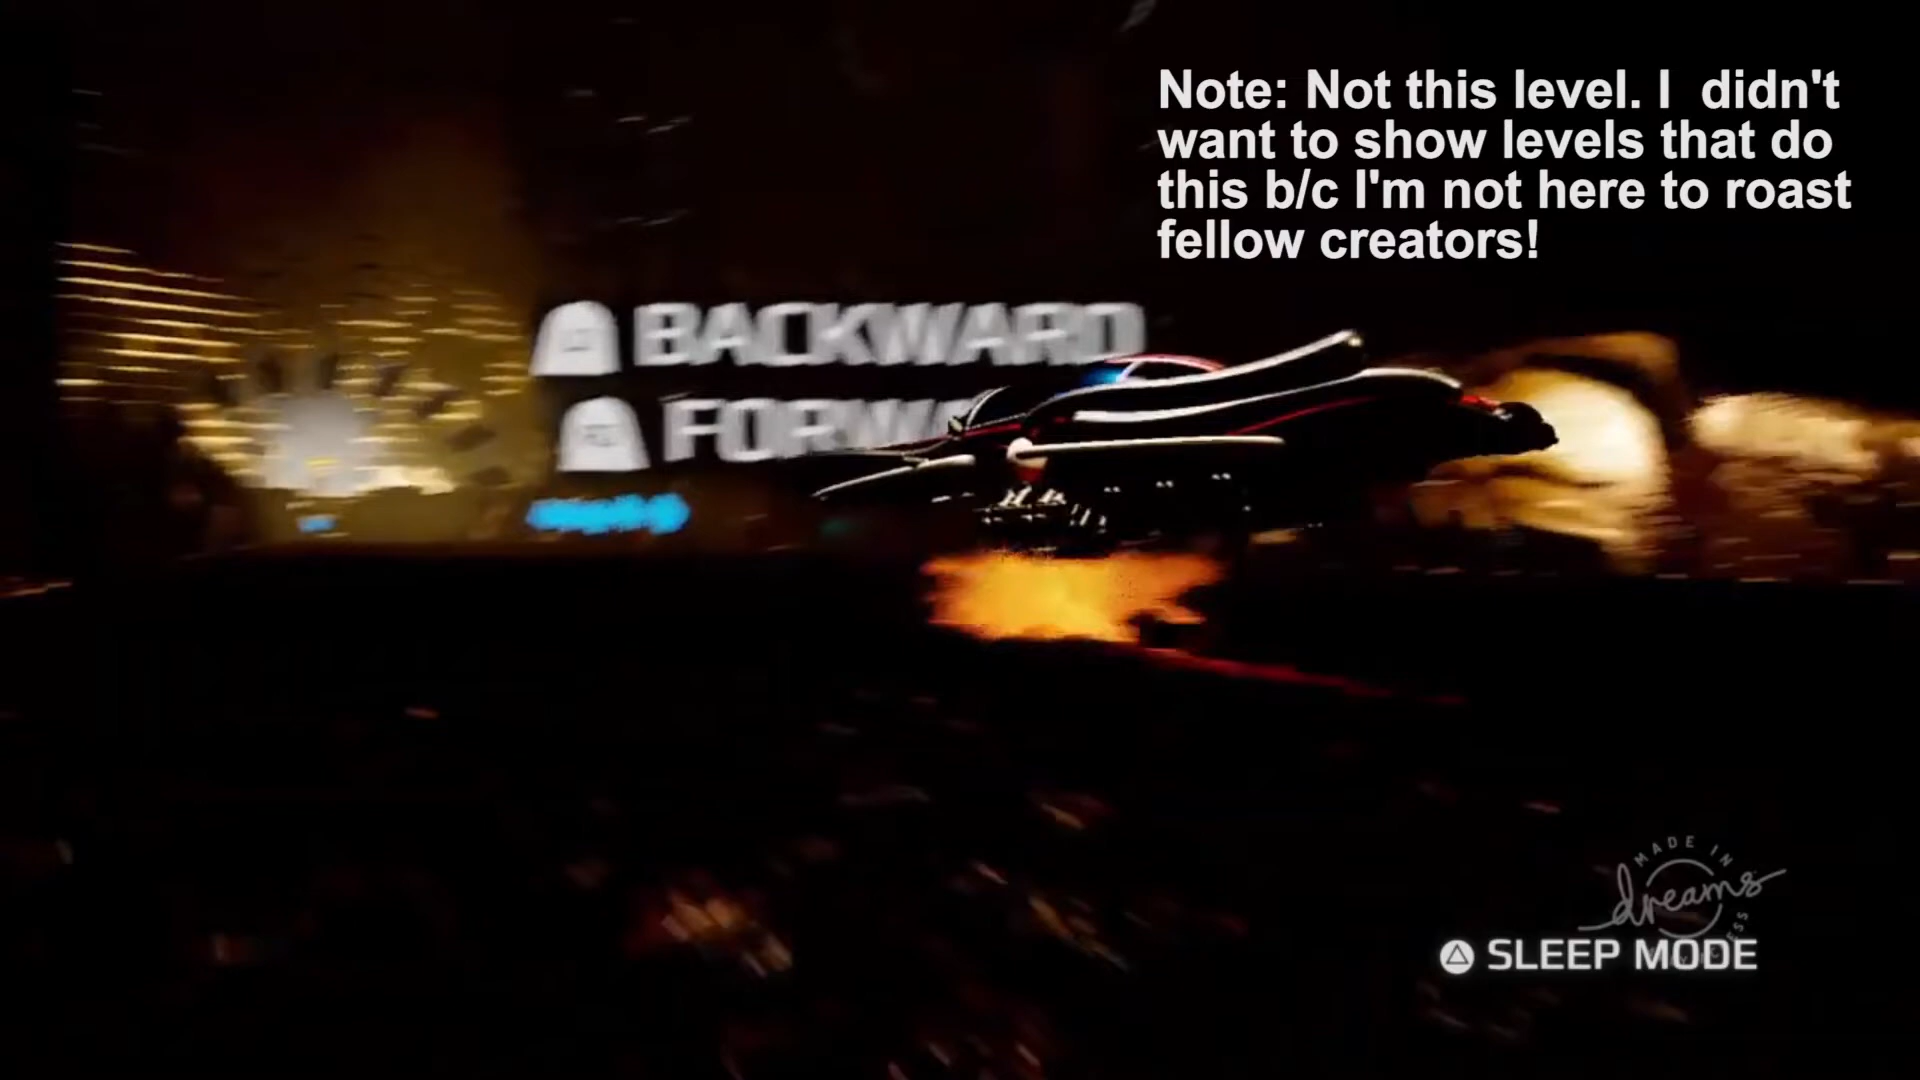 Note: Not this level. I  didn't
want to show levels that do
this b/c I'm not here to roast
fellow creators!
BACKWARD
FORWA
MADE IN
dreams
SLEEP MODE